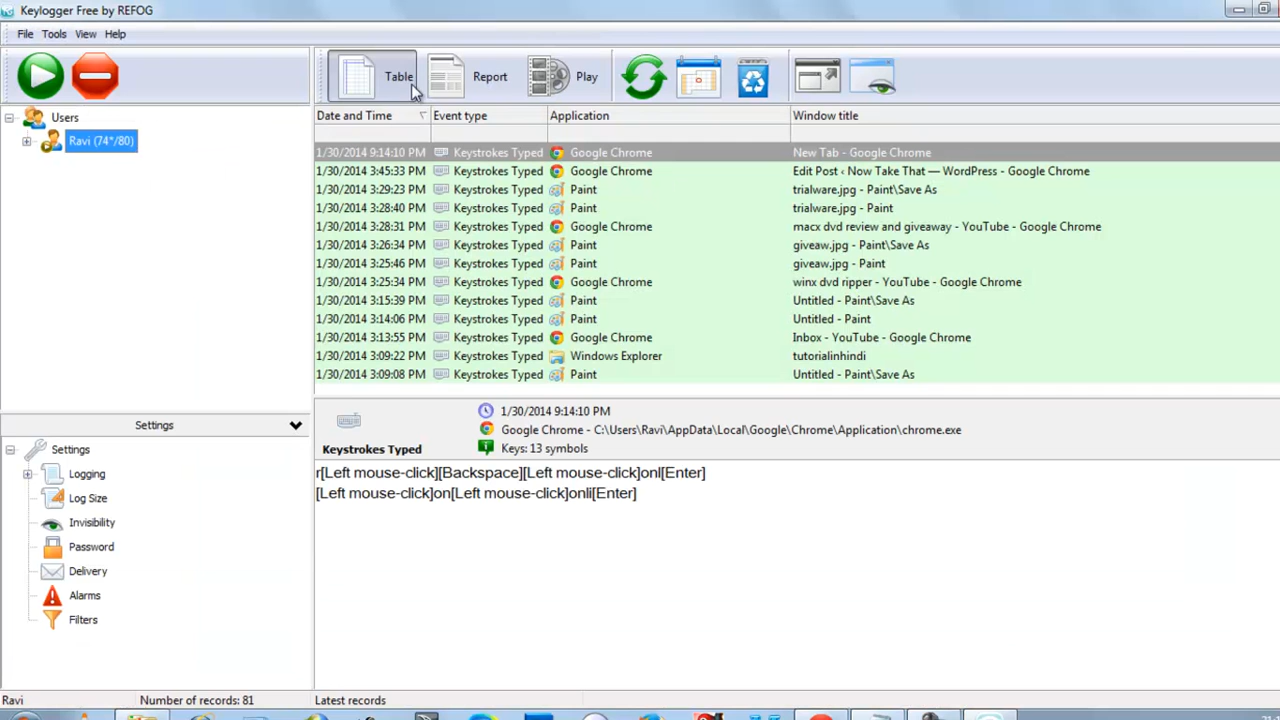 Keylogger Free by REFOG
File Tools View Help
Table Report Play
Users
Ravi (74*/80)
Date and Time Event type Application Window title
1/30/2014 9:14:10 PM Keystrokes Typed Google Chrome New Tab - Google Chrome
1/30/2014 3:45:33 PM Keystrokes Typed Google Chrome Edit Post ‹ Now Take That — WordPress - Google Chrome
1/30/2014 3:29:23 PM Keystrokes Typed Paint trialware.jpg - Paint\Save As
1/30/2014 3:28:40 PM Keystrokes Typed Paint trialware.jpg - Paint
1/30/2014 3:28:31 PM Keystrokes Typed Google Chrome macx dvd review and giveaway - YouTube - Google Chrome
1/30/2014 3:26:34 PM Keystrokes Typed Paint giveaw.jpg - Paint\Save As
1/30/2014 3:25:46 PM Keystrokes Typed Paint giveaw.jpg - Paint
1/30/2014 3:25:34 PM Keystrokes Typed Google Chrome winx dvd ripper - YouTube - Google Chrome
1/30/2014 3:15:39 PM Keystrokes Typed Paint Untitled - Paint\Save As
1/30/2014 3:14:06 PM Keystrokes Typed Paint Untitled - Paint
1/30/2014 3:13:55 PM Keystrokes Typed Google Chrome Inbox - YouTube - Google Chrome
1/30/2014 3:09:22 PM Keystrokes Typed Windows Explorer tutorialinhindi
1/30/2014 3:09:08 PM Keystrokes Typed Paint Untitled - Paint\Save As
Settings
Settings
Logging
Log Size
Invisibility
Password
Delivery
Alarms
Filters
1/30/2014 9:14:10 PM
Google Chrome - C:\Users\Ravi\AppData\Local\Google\Chrome\Application\chrome.exe
Keystrokes Typed Keys: 13 symbols
r[Left mouse-click][Backspace][Left mouse-click]onl[Enter]
[Left mouse-click]on[Left mouse-click]onli[Enter]
Ravi Number of records: 81 Latest records